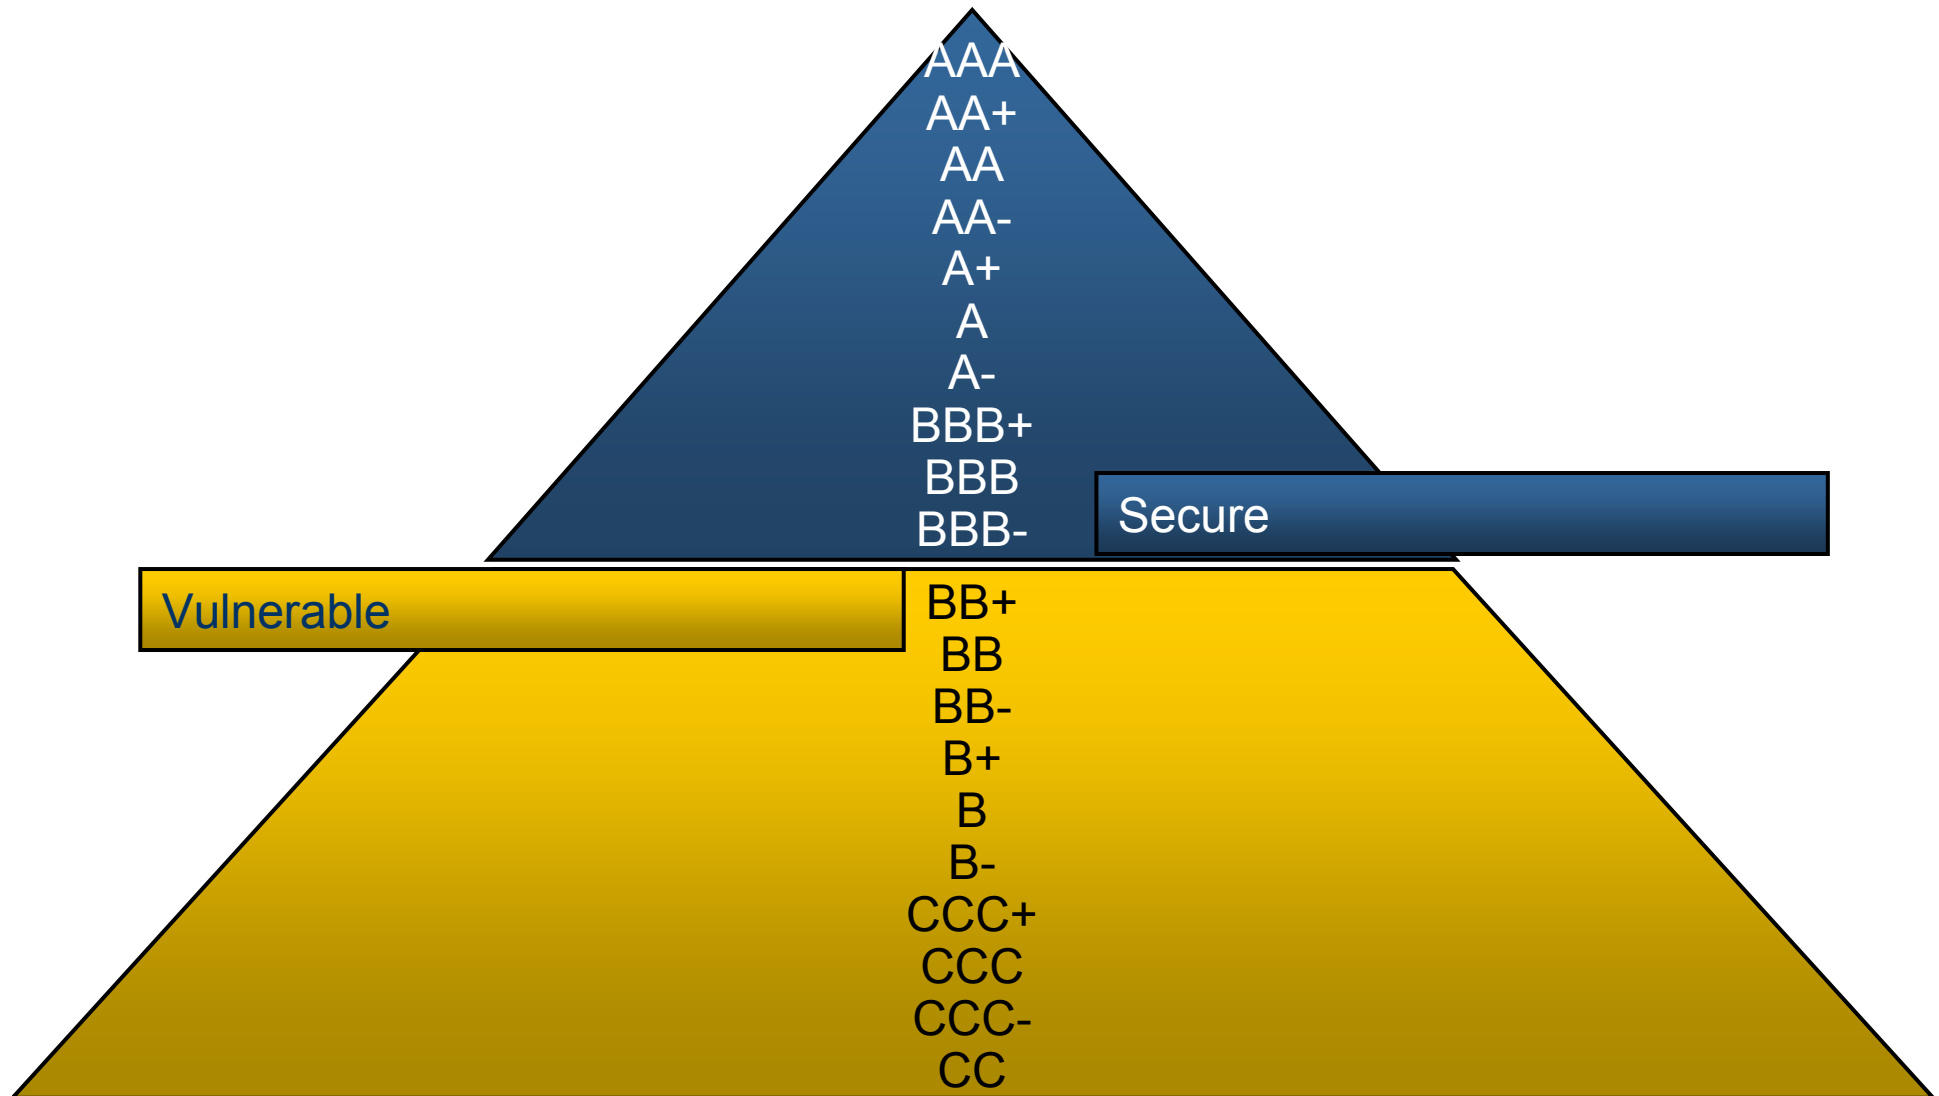 AAA
AA+
AA
AA-
A+
A
A-
BBB+
BBB
BBB-
Secure
Vulnerable
BB+
BB
BB-
B+
B
B-
CCC+
CCC
CCC-
CC